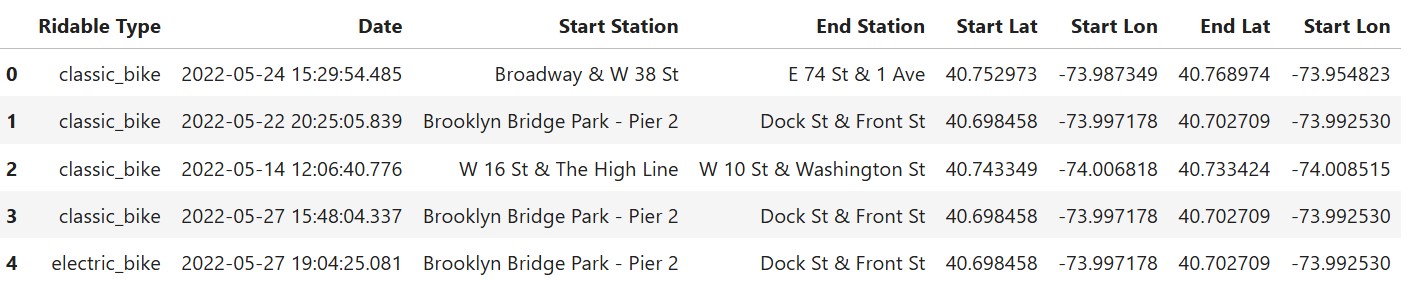 Ridable Type Date Start Station End Station Start Lat Start Lon End Lat Start Lon
0 classic_bike 2022-05-24 15:29:54.485 Broadway & W 38 St E 74 St & 1 Ave 40.752973 -73.987349 40.768974 -73.954823
1 classic_bike 2022-05-22 20:25:05.839 Brooklyn Bridge Park - Pier 2 Dock St & Front St 40.698458 -73.997178 40.702709 -73.992530
2 classic_bike 2022-05-14 12:06:40.776 W 16 St & The High Line W 10 St & Washington St 40.743349 -74.006818 40.733424 -74.008515
3 classic_bike 2022-05-27 15:48:04.337 Brooklyn Bridge Park - Pier 2 Dock St & Front St 40.698458 -73.997178 40.702709 -73.992530
4 electric_bike 2022-05-27 19:04:25.081 Brooklyn Bridge Park - Pier 2 Dock St & Front St 40.698458 -73.997178 40.702709 -73.992530